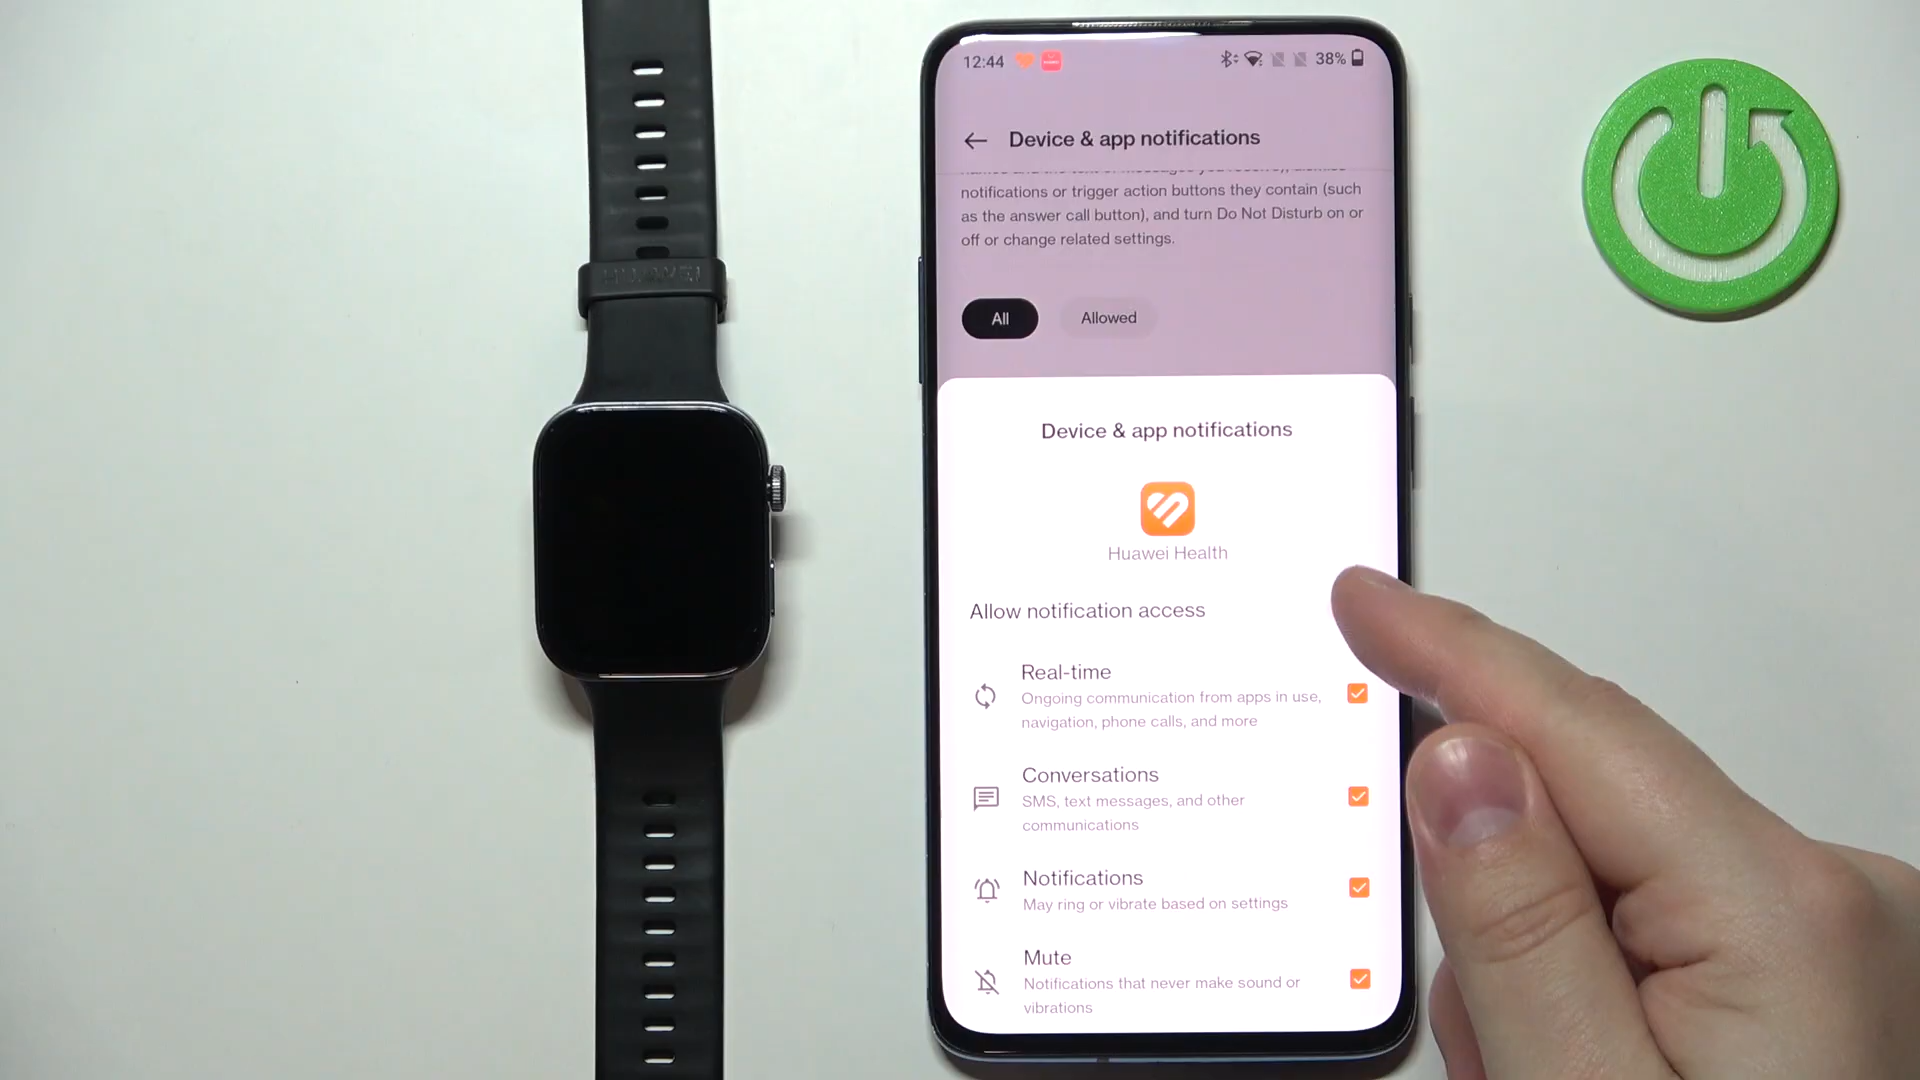 12:44
38%
HUAWEI
Device & app notifications
notifications or trigger action buttons they contain (such
as the answer call button), and turn Do Not Disturb on or
off or change related settings.
All
Allowed
Device & app notifications
Huawei Health
Allow notification access
Real-time
Ongoing communication from apps in use,
navigation, phone calls, and more
Conversations
SMS, text messages, and other
communications
Notifications
May ring or vibrate based on settings
Mute
Notifications that never make sound or
vibrations